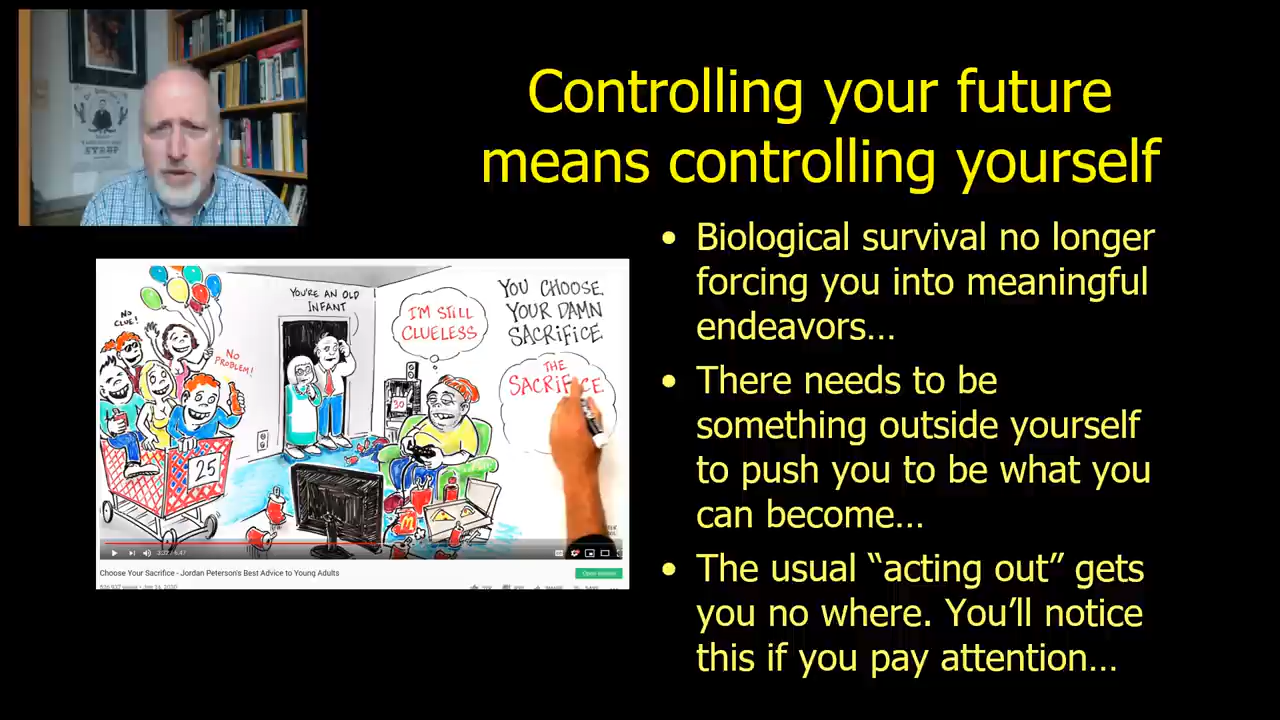 SYRUP
Controlling your future
means controlling yourself
NO
CLUE!
NO
PROBLEM!
25
YOU'RE AN OLD
INFANT
I'M STILL
CLUELESS
30
YOU CHOOSE
YOUR DAMN
SACRIFICE
THE
SACRIFICE
Choose Your Sacrifice - Jordan Peterson's Best Advice to Young Adults
• Biological survival no longer
forcing you into meaningful
endeavors…
• There needs to be
something outside yourself
to push you to be what you
can become…
• The usual “acting out” gets
you no where. You’ll notice
this if you pay attention…